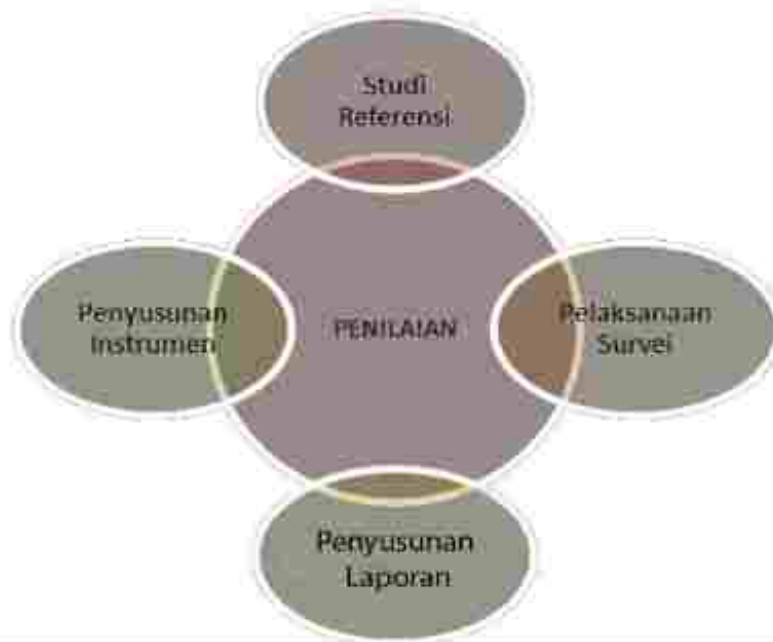 Studi
Referensi
Penyusunan
Instrumen
PENILAIAN
Pelaksanaan
Survei
Penyusunan
Laporan